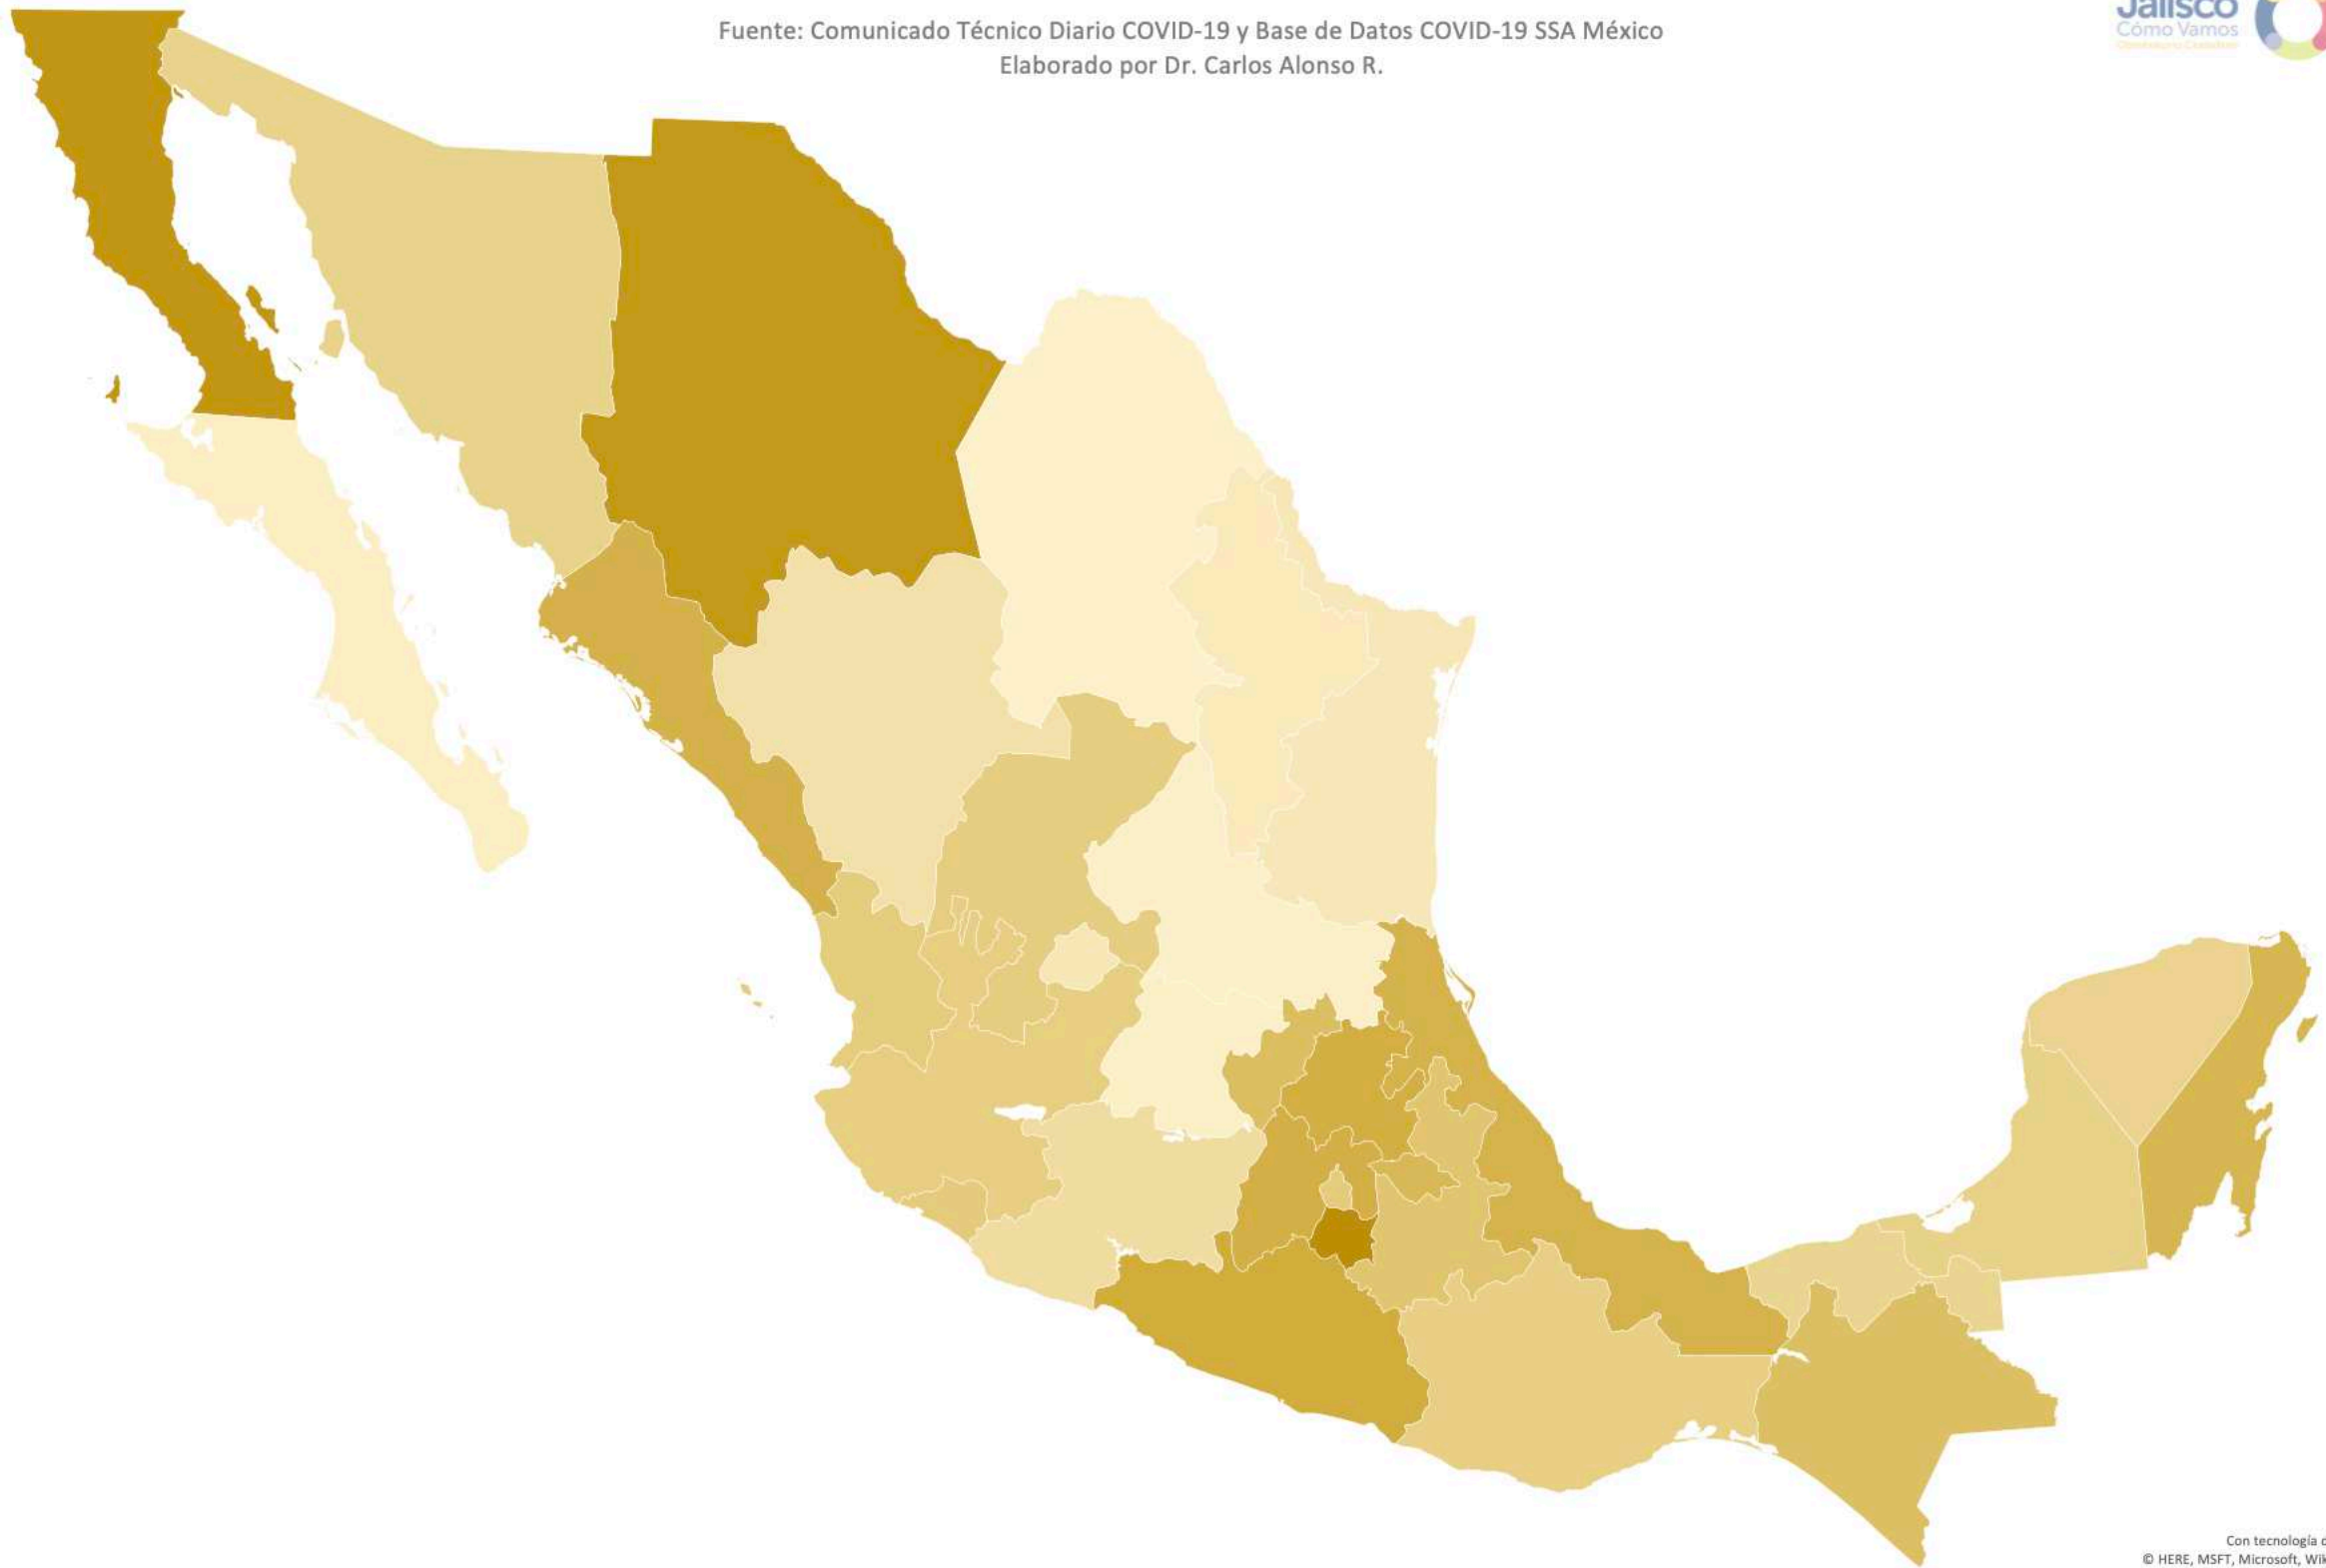 Fuente: Comunicado Técnico Diario COVID-19 y Base de Datos COVID-19 SSA México
Elaborado por Dr. Carlos Alonso R.
Jalisco
Cómo Vamos
Con tecnología d
© HERE, MSFT, Microsoft, Wik